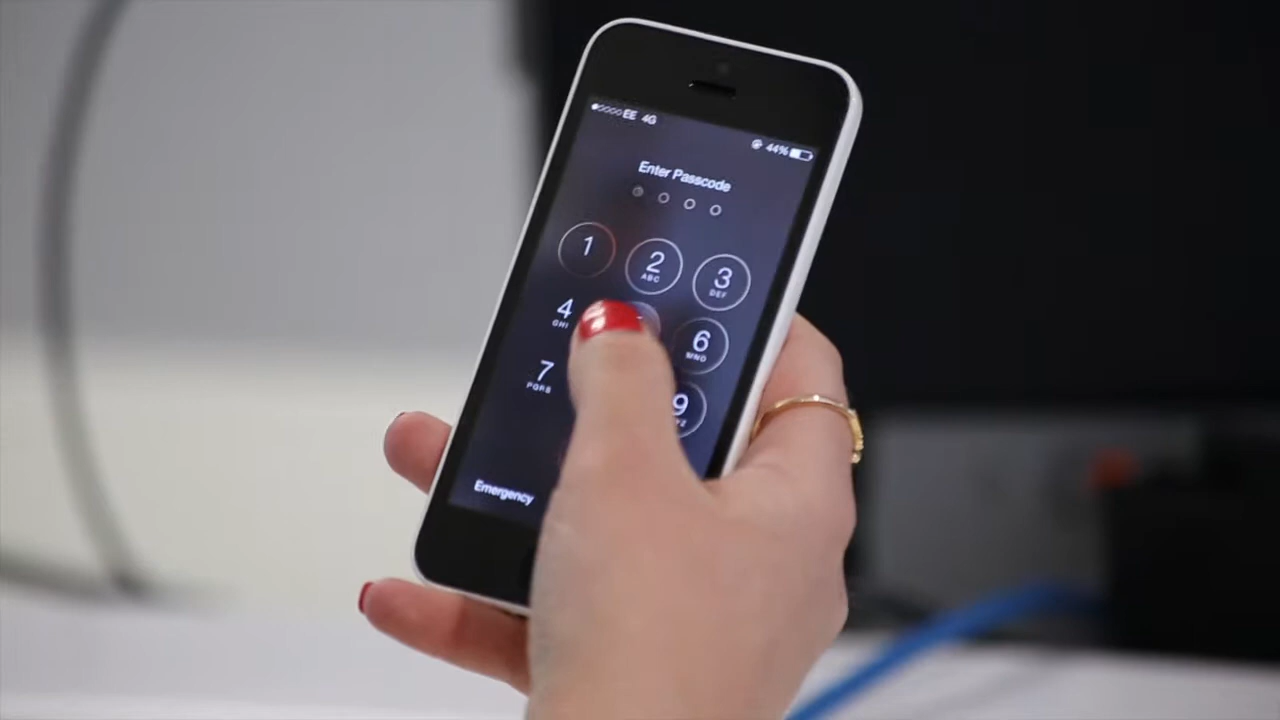 EE 4G
44%
Enter Passcode
1
2
ABC
3
DEF
4
GHI
6
MNO
7
PQRS
9
Emergency